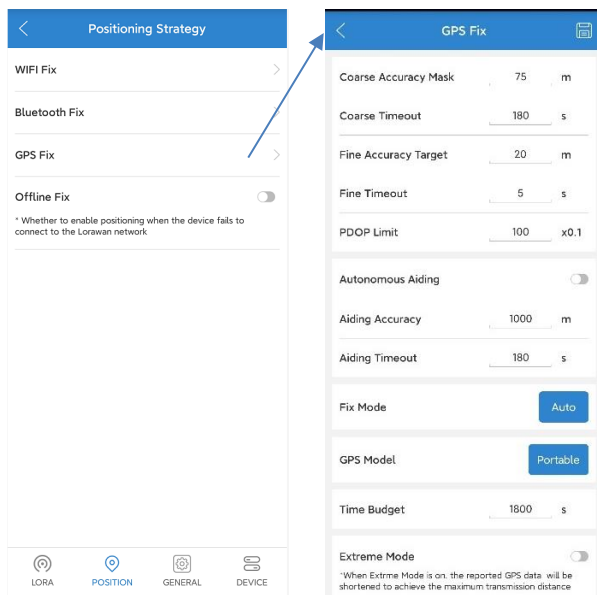 Positioning Strategy
WIFI Fix
Bluetooth Fix
GPS Fix
Offline Fix
* Whether to enable positioning when the device fails to
connect to the Lorawan network
LORA
POSITION
GENERAL
DEVICE
GPS Fix
Coarse Accuracy Mask 75 m
Coarse Timeout 180 s
Fine Accuracy Target 20 m
Fine Timeout 5 s
PDOP Limit 100 x0.1
Autonomous Aiding
Aiding Accuracy 1000 m
Aiding Timeout 180 s
Fix Mode Auto
GPS Model Portable
Time Budget 1800 s
Extreme Mode
*When Extrme Mode is on. the reported GPS data will be
shortened to achieve the maximum transmission distance